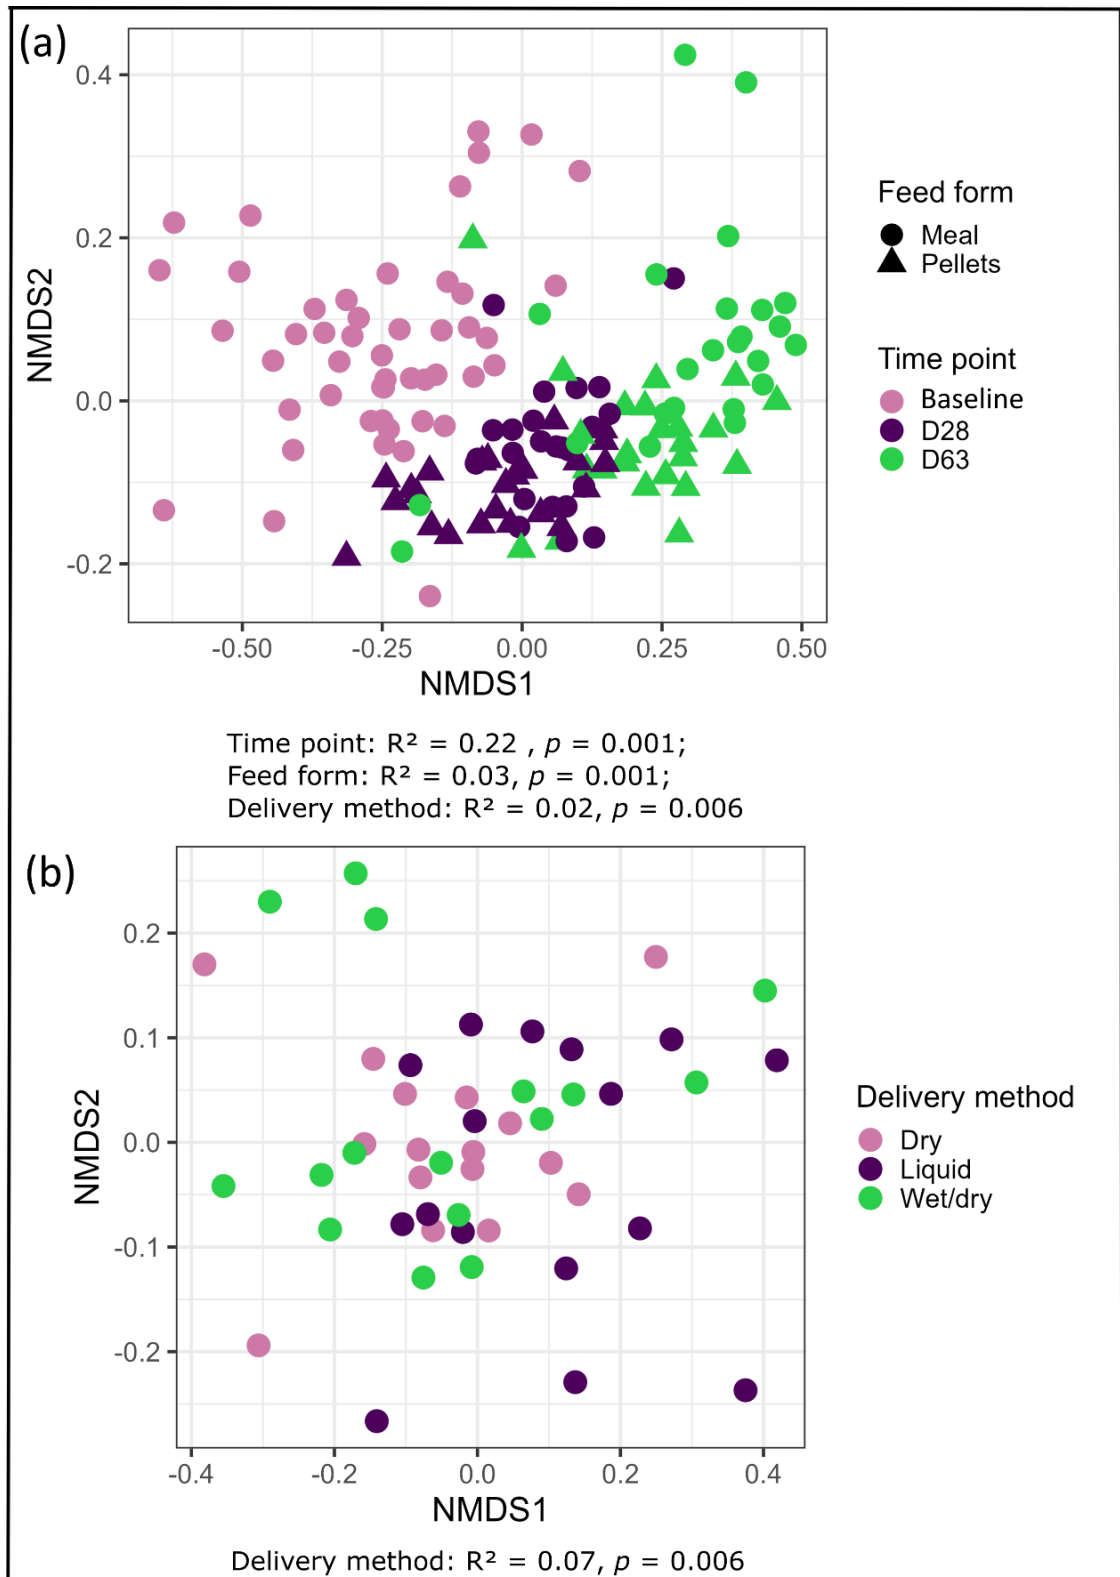 (a)
0.4
0.2
0.0
-0.2
NMDS2
-0.50 -0.25 0.00 0.25 0.50
NMDS1
Feed form
Meal
Pellets
Time point
Baseline
D28
D63
Time point: R² = 0.22 , p = 0.001;
Feed form: R² = 0.03, p = 0.001;
Delivery method: R² = 0.02, p = 0.006
(b)
0.2
0.1
0.0
-0.1
-0.2
NMDS2
-0.4 -0.2 0.0 0.2 0.4
NMDS1
Delivery method
Dry
Liquid
Wet/dry
Delivery method: R² = 0.07, p = 0.006